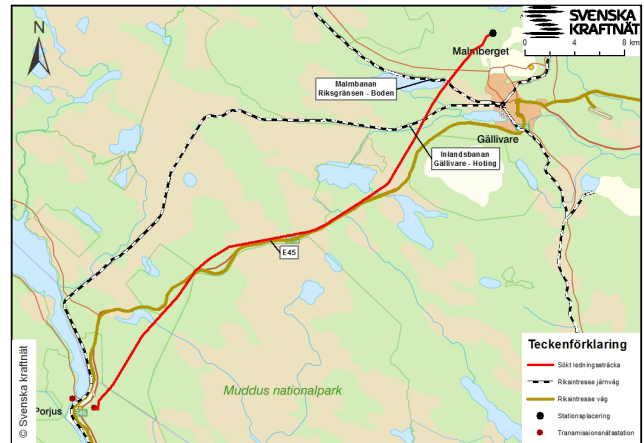 SVENSKA
KRAFTNÄT
0 4 8 km
N
Malmberget
Malmbanan
Riksgränsen - Boden
Gällivare
Inlandsbanan
Gällivare - Hoting
E45
Muddus nationalpark
Porjus
© Svenska kraftnät
Teckenförklaring
Sökt ledningssträcka
Riksintresse järnväg
Riksintresse väg
Stationsplacering
Transmissionsnätsstation